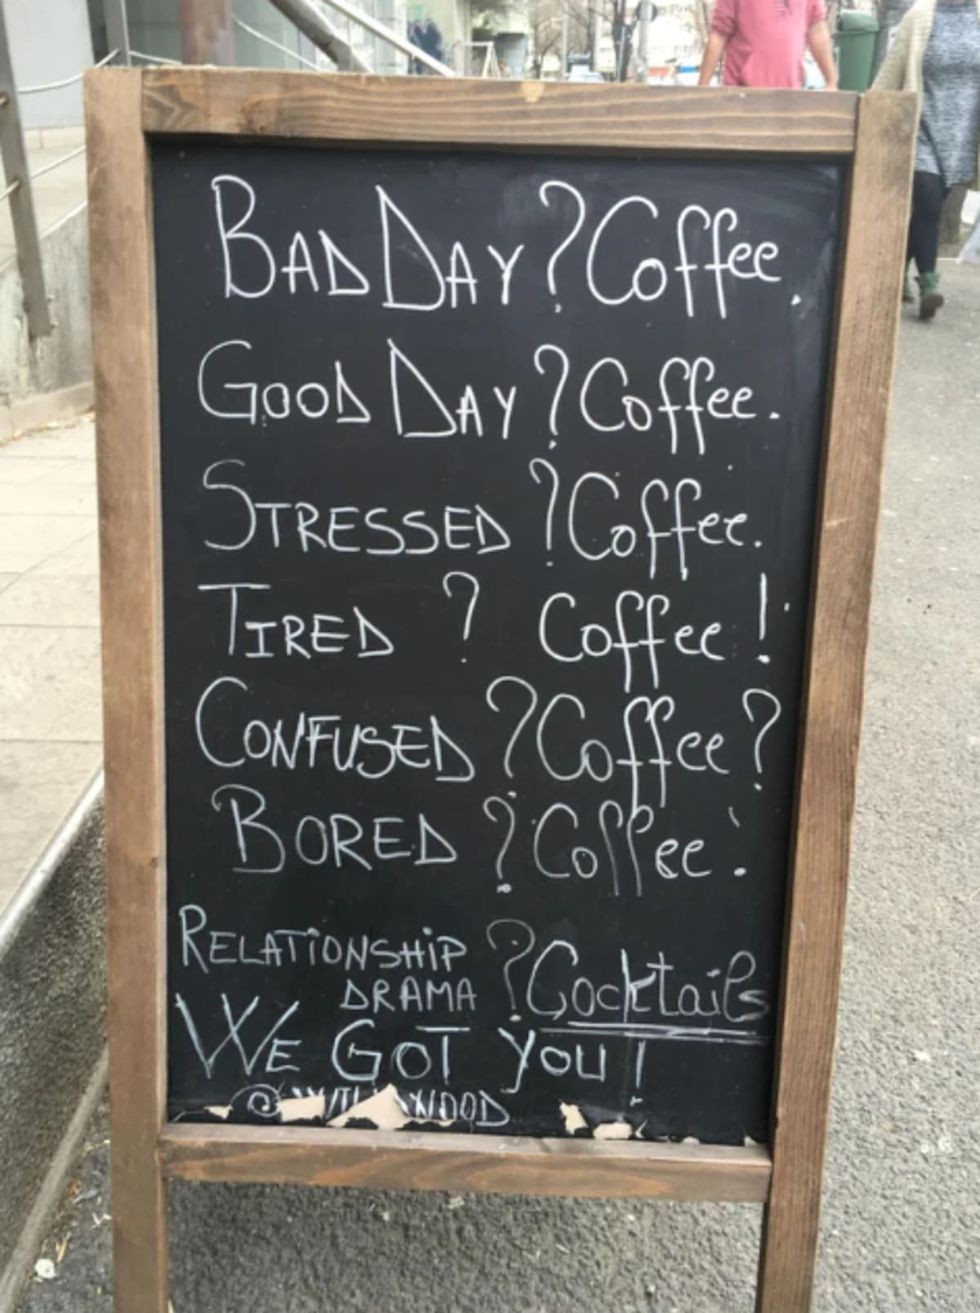 BAD DAY? Coffee.
GOOD DAY? Coffee.
STRESSED? Coffee.
TIRED? Coffee!
CONFUSED? Coffee?
BORED? Coffee!
RELATIONSHIP
DRAMA? Cocktails
WE GOT YOU!